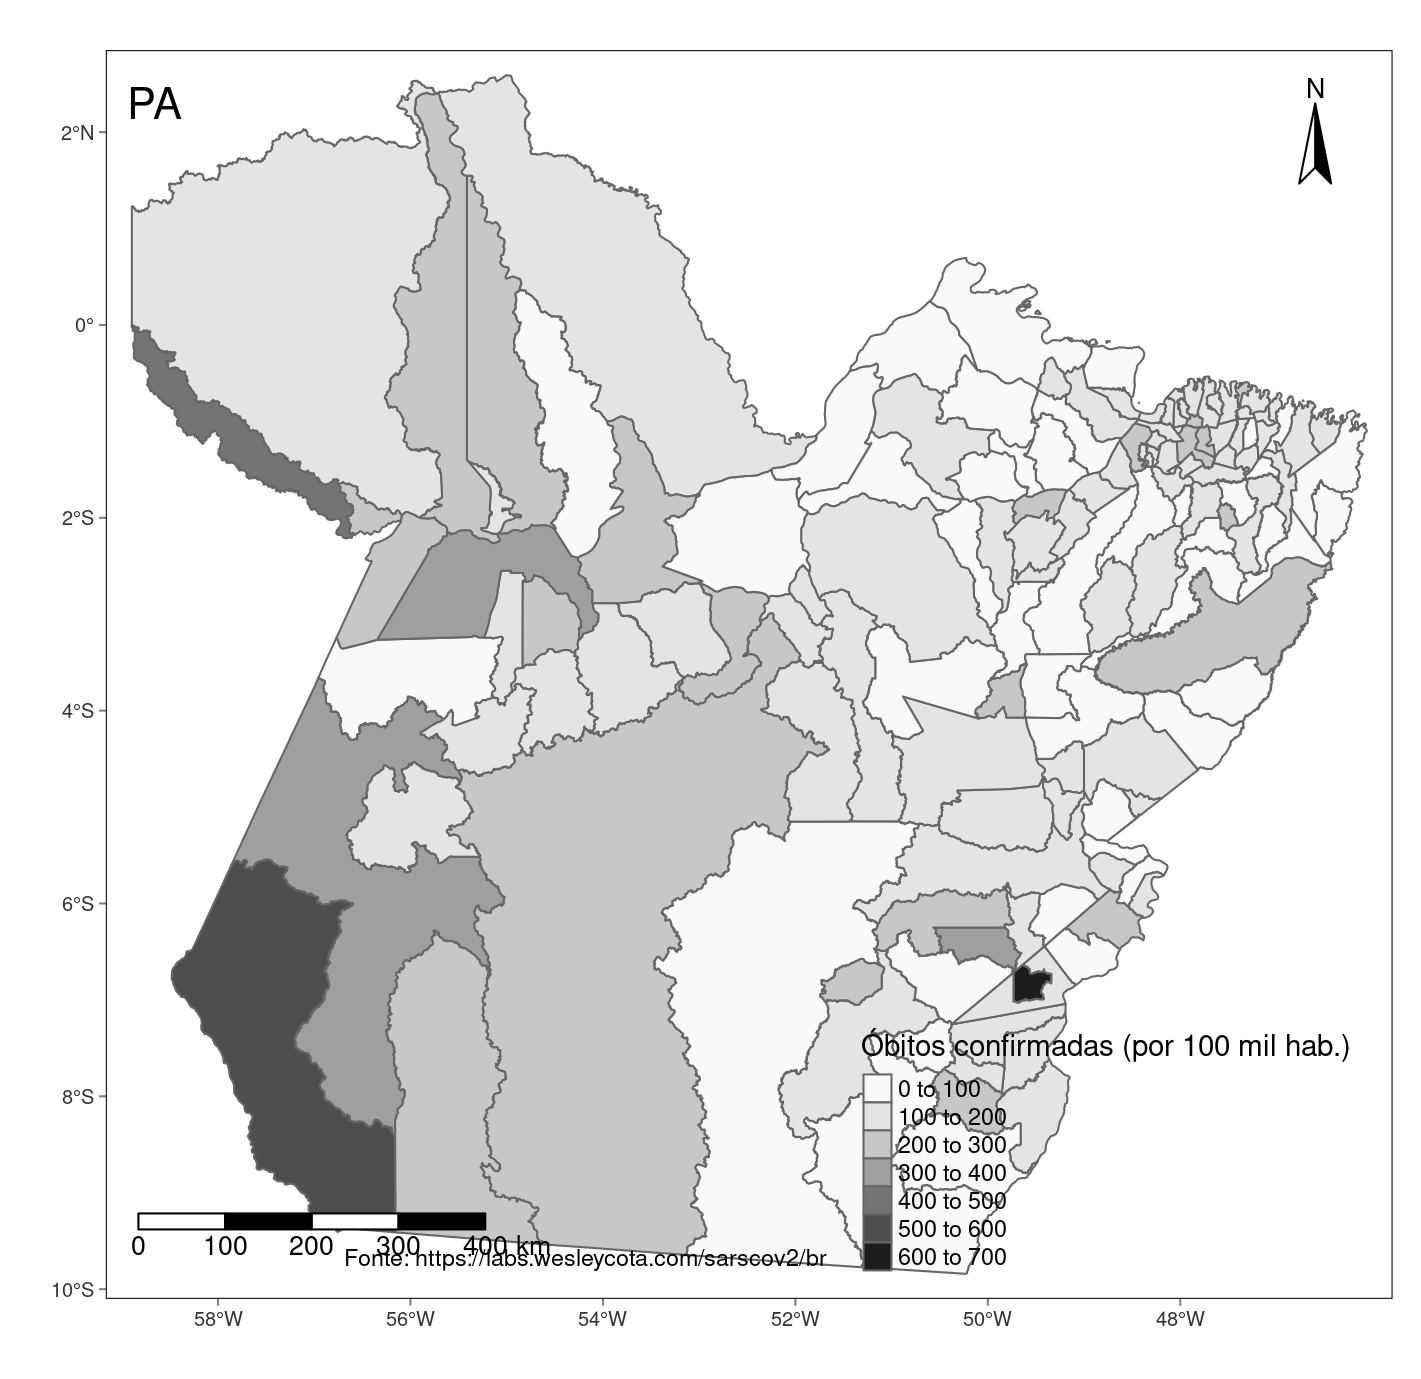 PA
N
2°N
0°
2°S
4°S
6°S
8°S
10°S
Óbitos confirmadas (por 100 mil hab.)
0 to 100
100 to 200
200 to 300
300 to 400
400 to 500
500 to 600
600 to 700
0 100 200 300 400 km
Fonte: https://labs.wesleycota.com/sarscov2/br
58°W 56°W 54°W 52°W 50°W 48°W